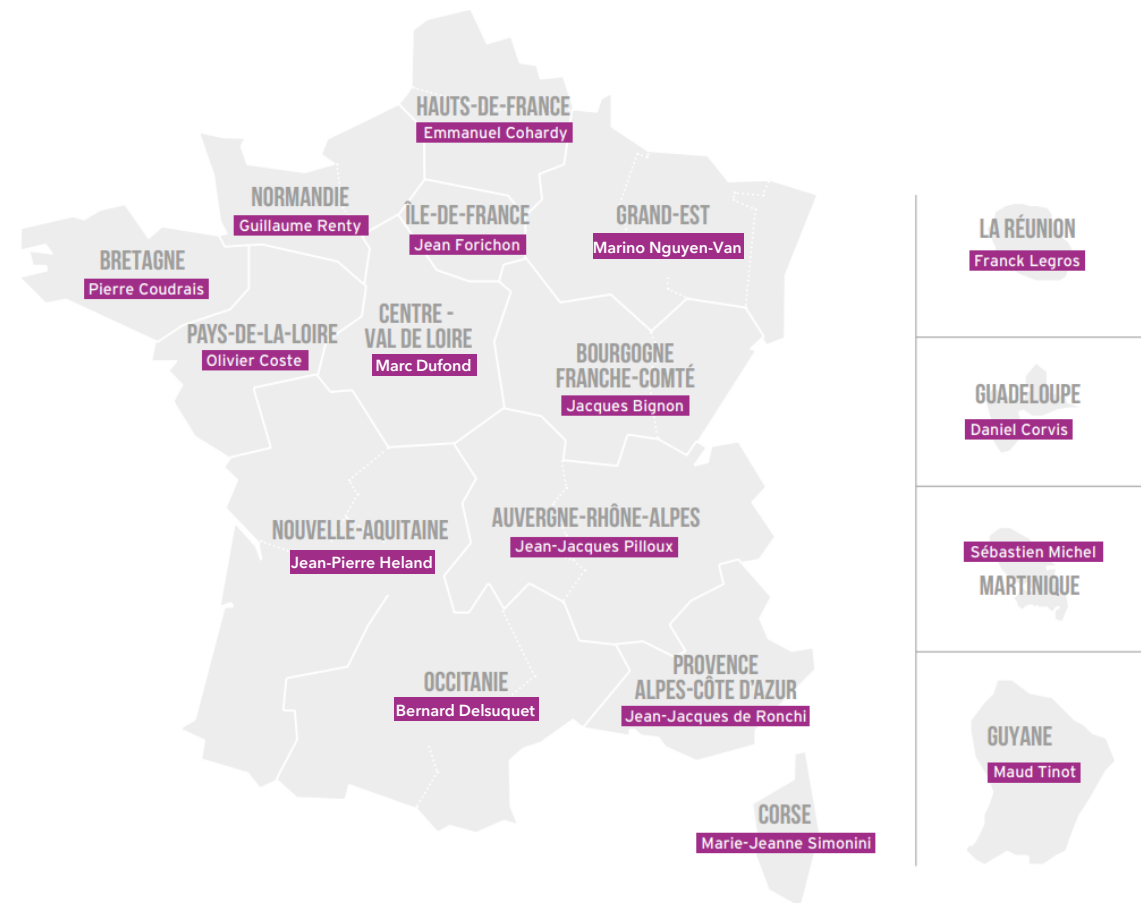 HAUTS-DE-FRANCE
Emmanuel Cohardy
NORMANDIE
Guillaume Renty
ÎLE-DE-FRANCE
Jean Forichon
GRAND-EST
Marino Nguyen-Van
BRETAGNE
Pierre Coudrais
PAYS-DE-LA-LOIRE
Olivier Coste
CENTRE -
VAL DE LOIRE
Marc Dufond
BOURGOGNE
FRANCHE-COMTÉ
Jacques Bignon
NOUVELLE-AQUITAINE
Jean-Pierre Heland
AUVERGNE-RHÔNE-ALPES
Jean-Jacques Pilloux
OCCITANIE
Bernard Delsuquet
PROVENCE
ALPES-CÔTE D'AZUR
Jean-Jacques de Ronchi
CORSE
Marie-Jeanne Simonini
LA RÉUNION
Franck Legros
GUADELOUPE
Daniel Corvis
Sébastien Michel
MARTINIQUE
GUYANE
Maud Tinot